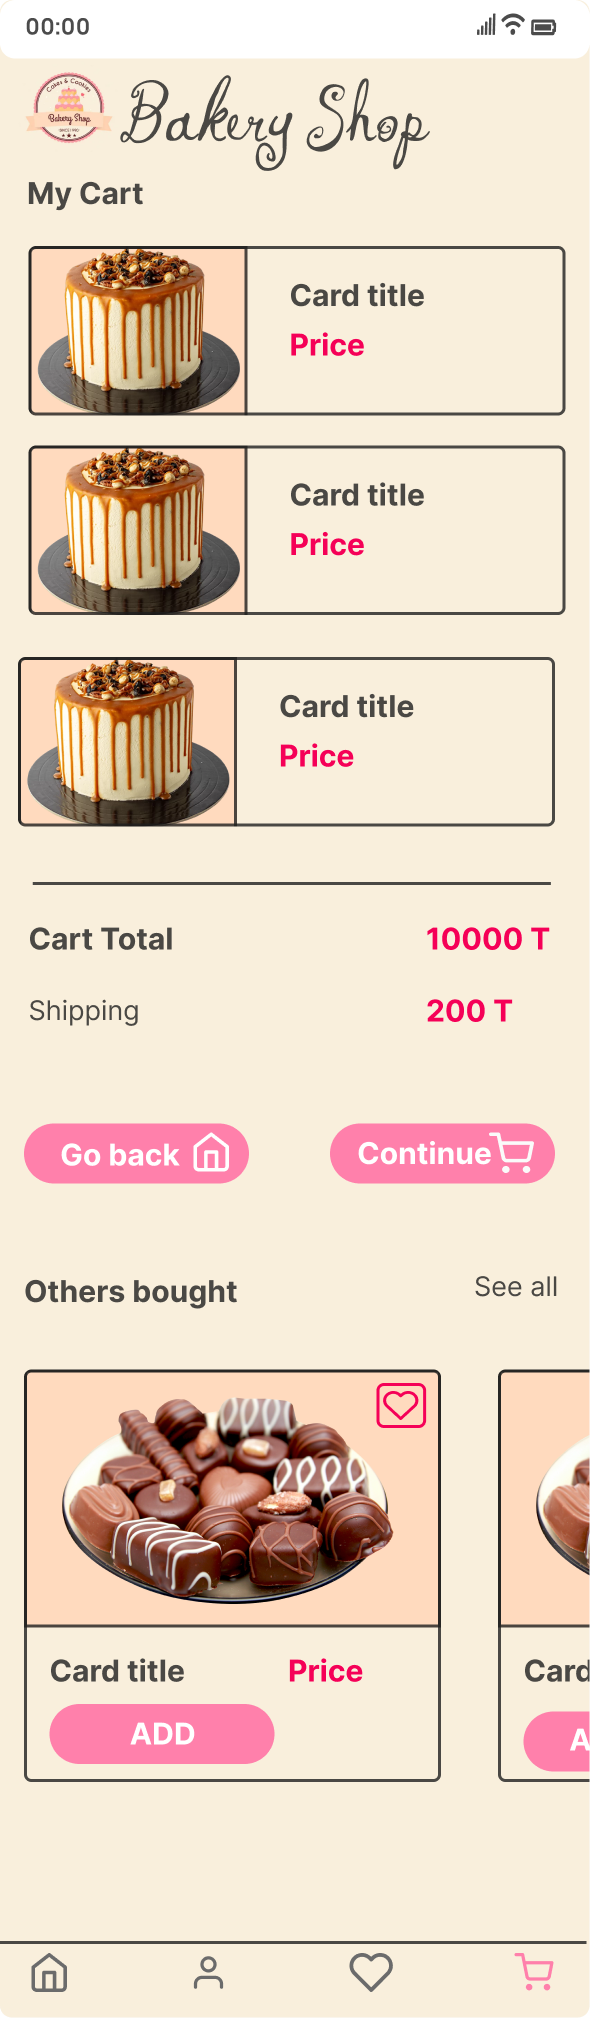 00:00
Cakes & Cookies
Bakery Shop
SINCE 1980
Bakery Shop
My Cart
Card title
Price
Card title
Price
Card title
Price
Cart Total 10000 T
Shipping 200 T
Go back Continue
Others bought See all
Card title Price Card
ADD A